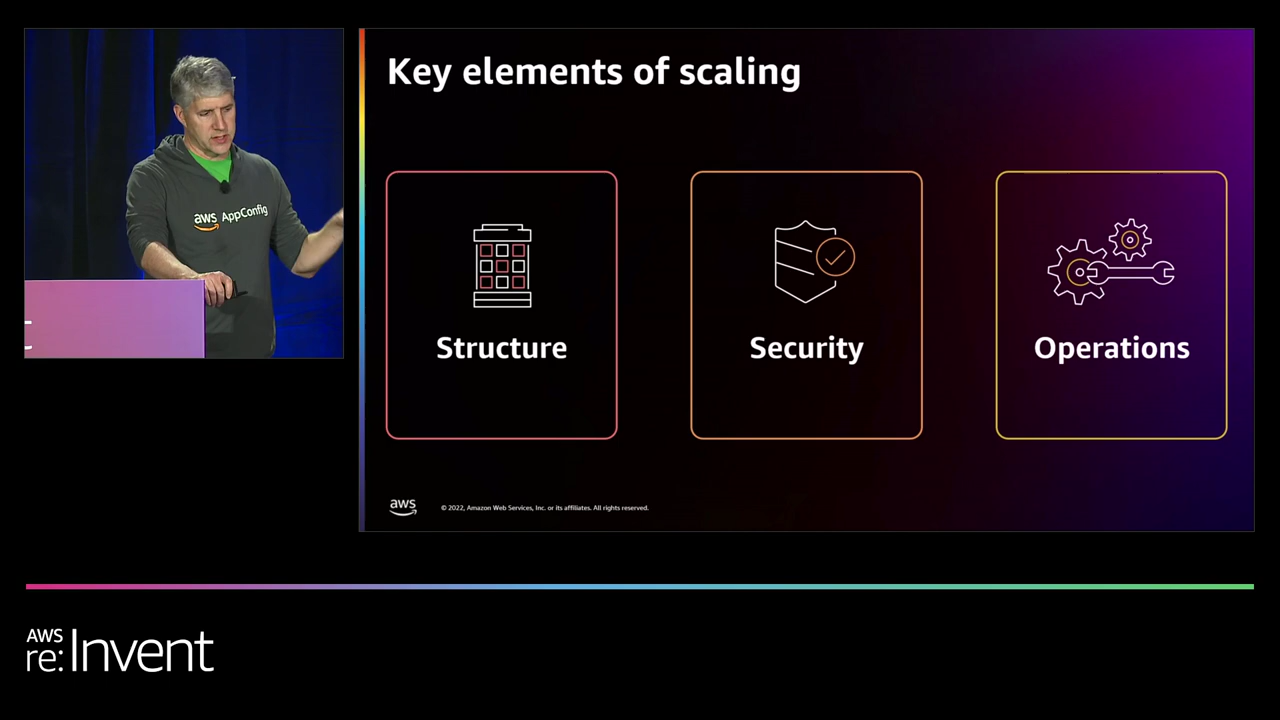 Key elements of scaling
aws AppConfig
Structure
Security
Operations
aws
© 2022, Amazon Web Services, Inc. or its affiliates. All rights reserved.
AWS
re:Invent